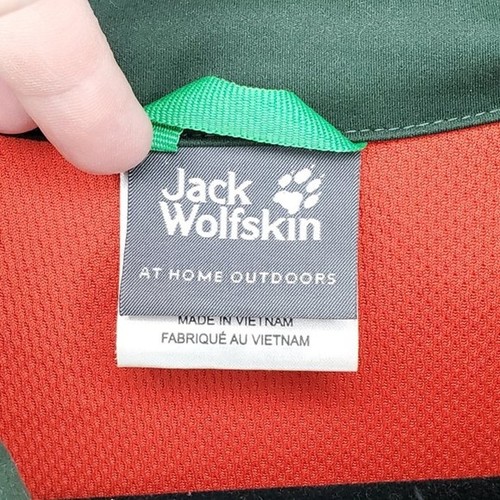 Jack
Wolfskin
AT HOME OUTDOORS
MADE IN VIETNAM
FABRIQUÉ AU VIETNAM